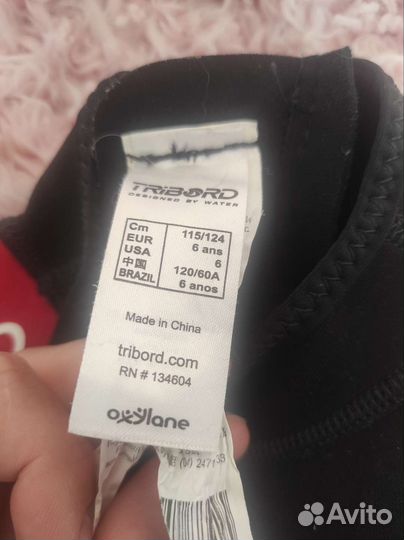 TRIBORD
DESIGNED BY WATER
Cm 115/124
EUR 6 ans
USA 6
中国 120/60A
BRAZIL 6 anos
Made in China
tribord.com
RN # 134604
oxylane
Avito